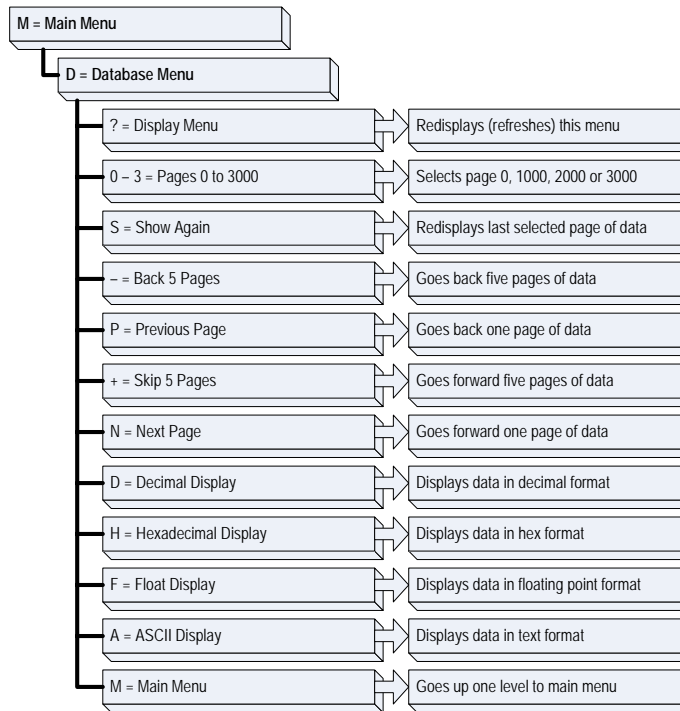 M = Main Menu
D = Database Menu
? = Display Menu
Redisplays (refreshes) this menu
0 – 3 = Pages 0 to 3000
Selects page 0, 1000, 2000 or 3000
S = Show Again
Redisplays last selected page of data
– = Back 5 Pages
Goes back five pages of data
P = Previous Page
Goes back one page of data
+ = Skip 5 Pages
Goes forward five pages of data
N = Next Page
Goes forward one page of data
D = Decimal Display
Displays data in decimal format
H = Hexadecimal Display
Displays data in hex format
F = Float Display
Displays data in floating point format
A = ASCII Display
Displays data in text format
M = Main Menu
Goes up one level to main menu